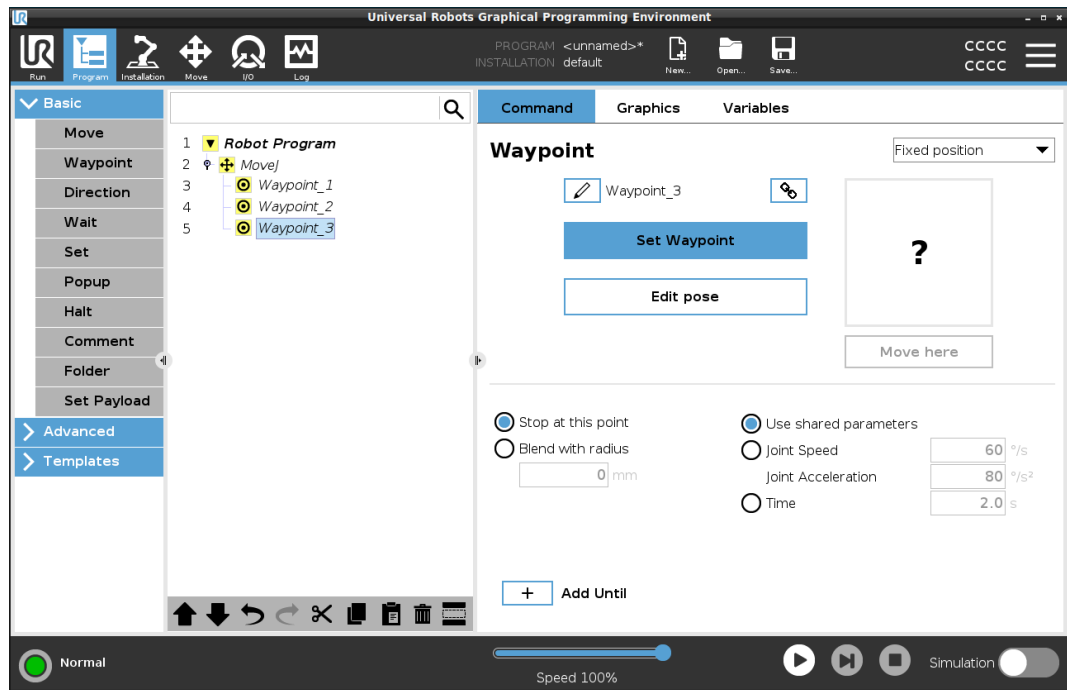 UR
Universal Robots Graphical Programming Environment
UR
Run
Program
Installation
Move
I/O
Log
PROGRAM <unnamed>*
INSTALLATION default
New...
Open...
Save...
CCCC
CCCC
Basic
Move
Waypoint
Direction
Wait
Set
Popup
Halt
Comment
Folder
Set Payload
Advanced
Templates
1 Robot Program
2 MoveJ
3 Waypoint_1
4 Waypoint_2
5 Waypoint_3
Command Graphics Variables
Waypoint
Fixed position
Waypoint_3
Set Waypoint
Edit pose
?
Move here
Stop at this point
Blend with radius
0 mm
Use shared parameters
Joint Speed 60 °/s
Joint Acceleration 80 °/s²
Time 2.0 s
+ Add Until
Normal
Speed 100%
Simulation